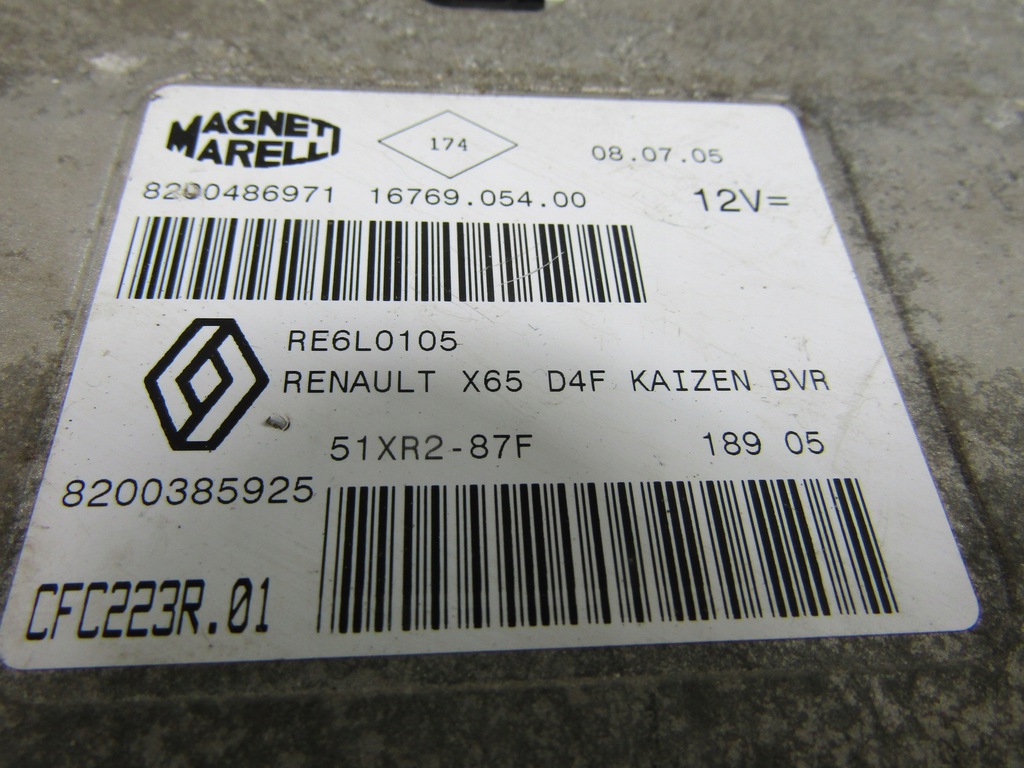 MAGNETI
MARELLI
174
08.07.05
8200486971 16769.054.00 12V=
RE6L0105
RENAULT X65 D4F KAIZEN BVR
51XR2-87F 189 05
8200385925
CFC223R.01